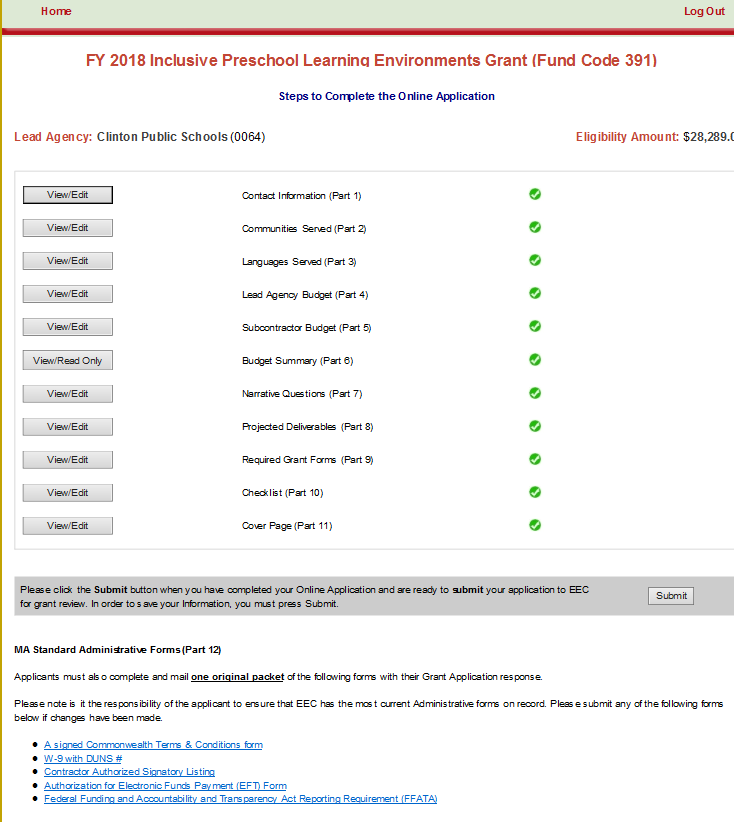 Home Log Out
FY 2018 Inclusive Preschool Learning Environments Grant (Fund Code 391)
Steps to Complete the Online Application
Lead Agency: Clinton Public Schools (0064) Eligibility Amount: $28,289.0
View/Edit Contact Information (Part 1)
View/Edit Communities Served (Part 2)
View/Edit Languages Served (Part 3)
View/Edit Lead Agency Budget (Part 4)
View/Edit Subcontractor Budget (Part 5)
View/Read Only Budget Summary (Part 6)
View/Edit Narrative Questions (Part 7)
View/Edit Projected Deliverables (Part 8)
View/Edit Required Grant Forms (Part 9)
View/Edit Checklist (Part 10)
View/Edit Cover Page (Part 11)
Please click the Submit button when you have completed your Online Application and are ready to submit your application to EEC
for grant review. In order to save your Information, you must press Submit.
Submit
MA Standard Administrative Forms (Part 12)
Applicants must also complete and mail one original packet of the following forms with their Grant Application response.
Please note is it the responsibility of the applicant to ensure that EEC has the most current Administrative forms on record. Please submit any of the following forms
below if changes have been made.
A signed Commonwealth Terms & Conditions form
W-9 with DUNS #
Contractor Authorized Signatory Listing
Authorization for Electronic Funds Payment (EFT) Form
Federal Funding and Accountability and Transparency Act Reporting Requirement (FFATA)